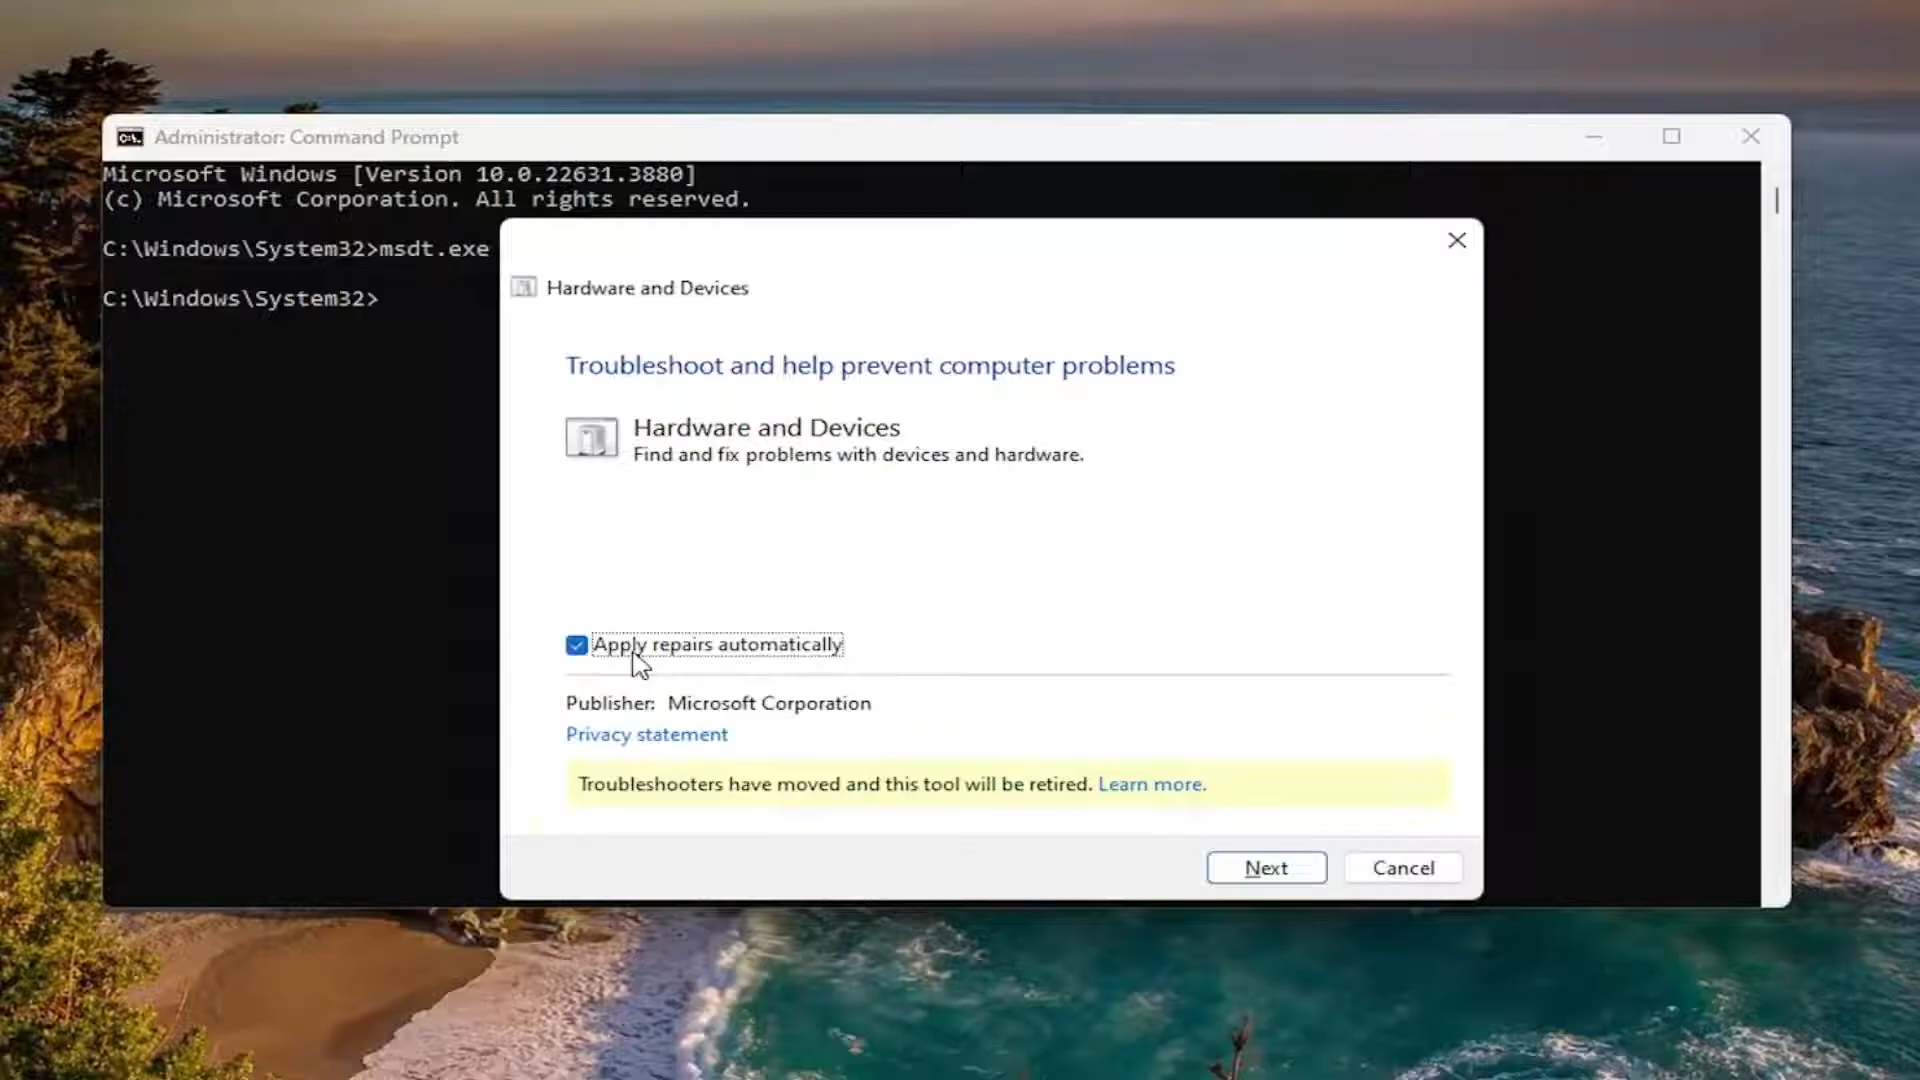 Administrator: Command Prompt
Microsoft Windows [Version 10.0.22631.3880]
(c) Microsoft Corporation. All rights reserved.
C:\Windows\System32>msdt.exe
C:\Windows\System32>
Hardware and Devices
Troubleshoot and help prevent computer problems
Hardware and Devices
Find and fix problems with devices and hardware.
Apply repairs automatically
Publisher: Microsoft Corporation
Privacy statement
Troubleshooters have moved and this tool will be retired. Learn more.
Next Cancel